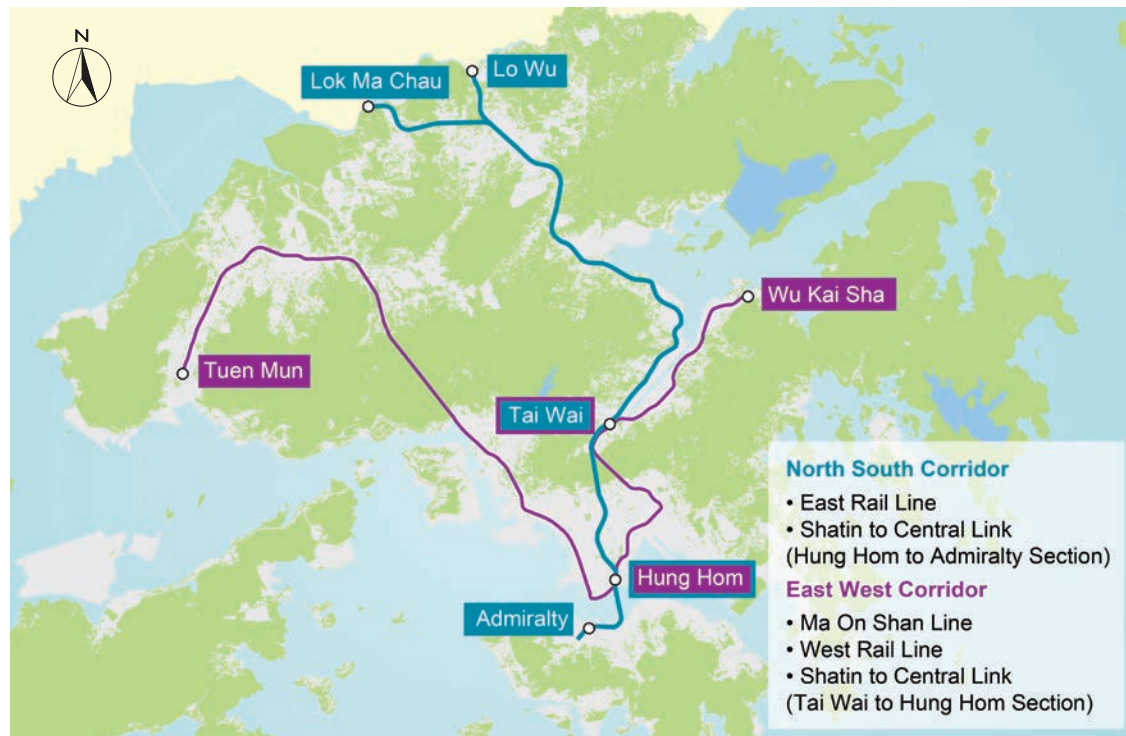 N
Lo Wu
Lok Ma Chau
Wu Kai Sha
Tuen Mun
Tai Wai
Hung Hom
Admiralty
North South Corridor
• East Rail Line
• Shatin to Central Link
(Hung Hom to Admiralty Section)
East West Corridor
• Ma On Shan Line
• West Rail Line
• Shatin to Central Link
(Tai Wai to Hung Hom Section)